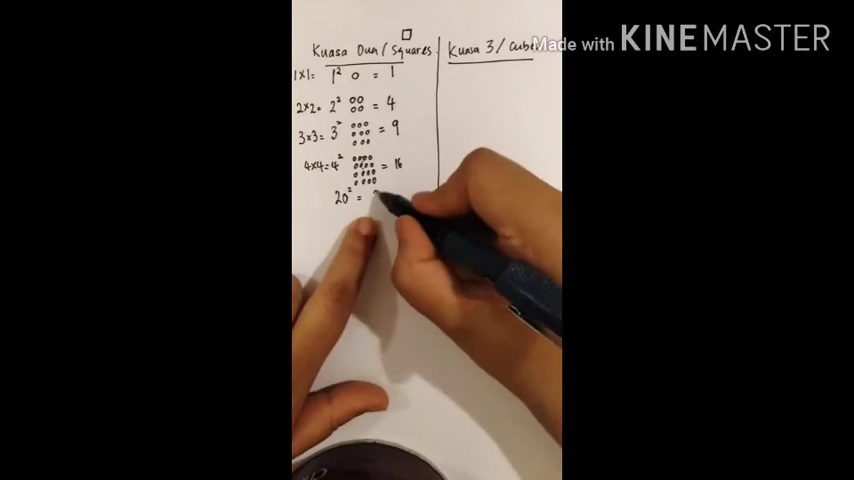 Made with KINEMASTER
Kuasa Dua / Squares
Kuasa 3 / Cube
1x1= 1² = 1
2x2= 2² = 4
3x3= 3² = 9
4x4=4² = 16
20² =